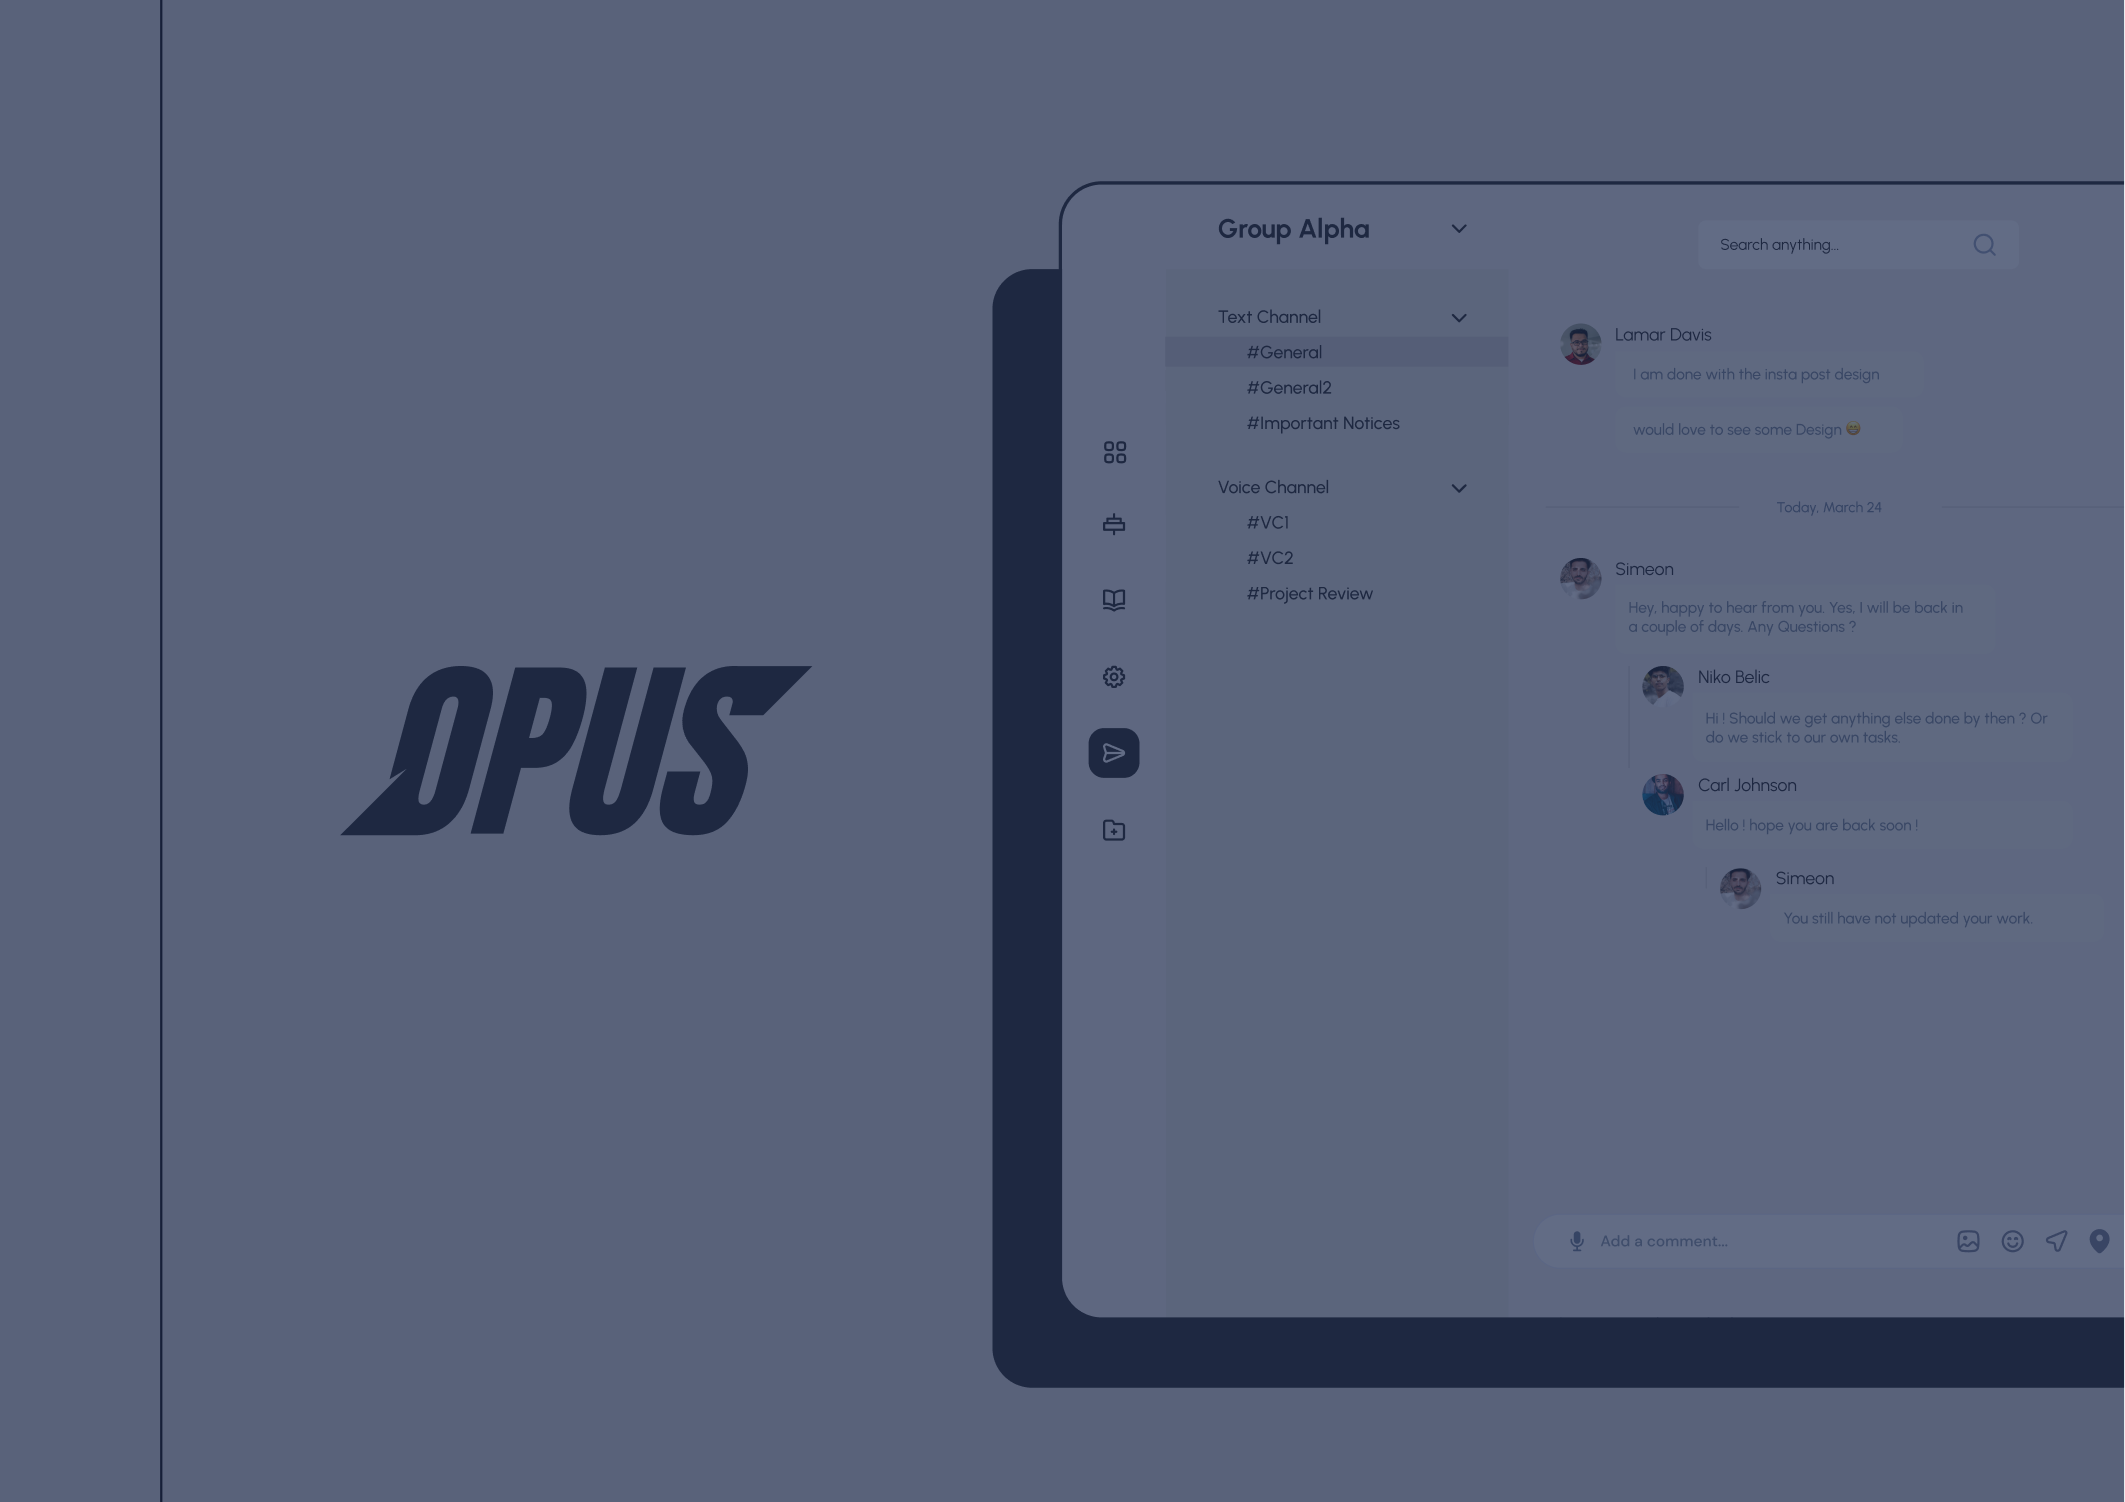 OPUS
Group Alpha
Text Channel
#General
#General2
#Important Notices
Voice Channel
#VC1
#VC2
#Project Review
Search anything...
Lamar Davis
I am done with the insta post design
would love to see some Design 😁
Today, March 24
Simeon
Hey, happy to hear from you. Yes, I will be back in
a couple of days. Any Questions ?
Niko Belic
Hi ! Should we get anything else done by then ? Or
do we stick to our own tasks.
Carl Johnson
Hello ! hope you are back soon !
Simeon
You still have not updated your work.
Add a comment...